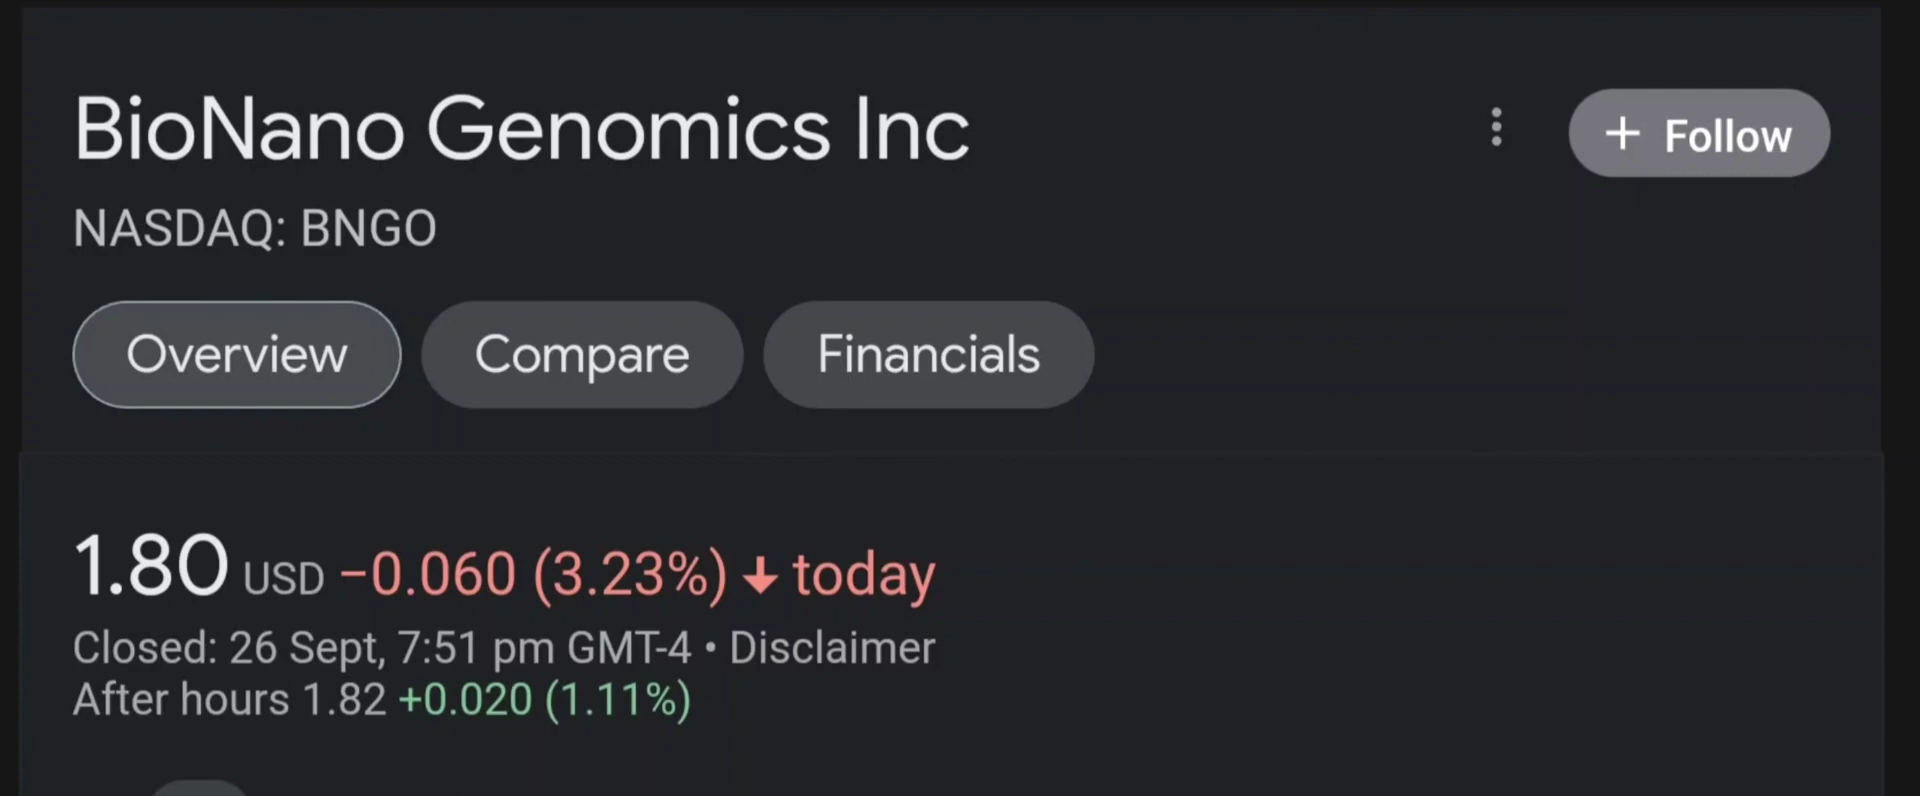 BioNano Genomics Inc
+ Follow
NASDAQ: BNGO
Overview Compare Financials
1.80 USD −0.060 (3.23%) ↓ today
Closed: 26 Sept, 7:51 pm GMT-4 • Disclaimer
After hours 1.82 +0.020 (1.11%)